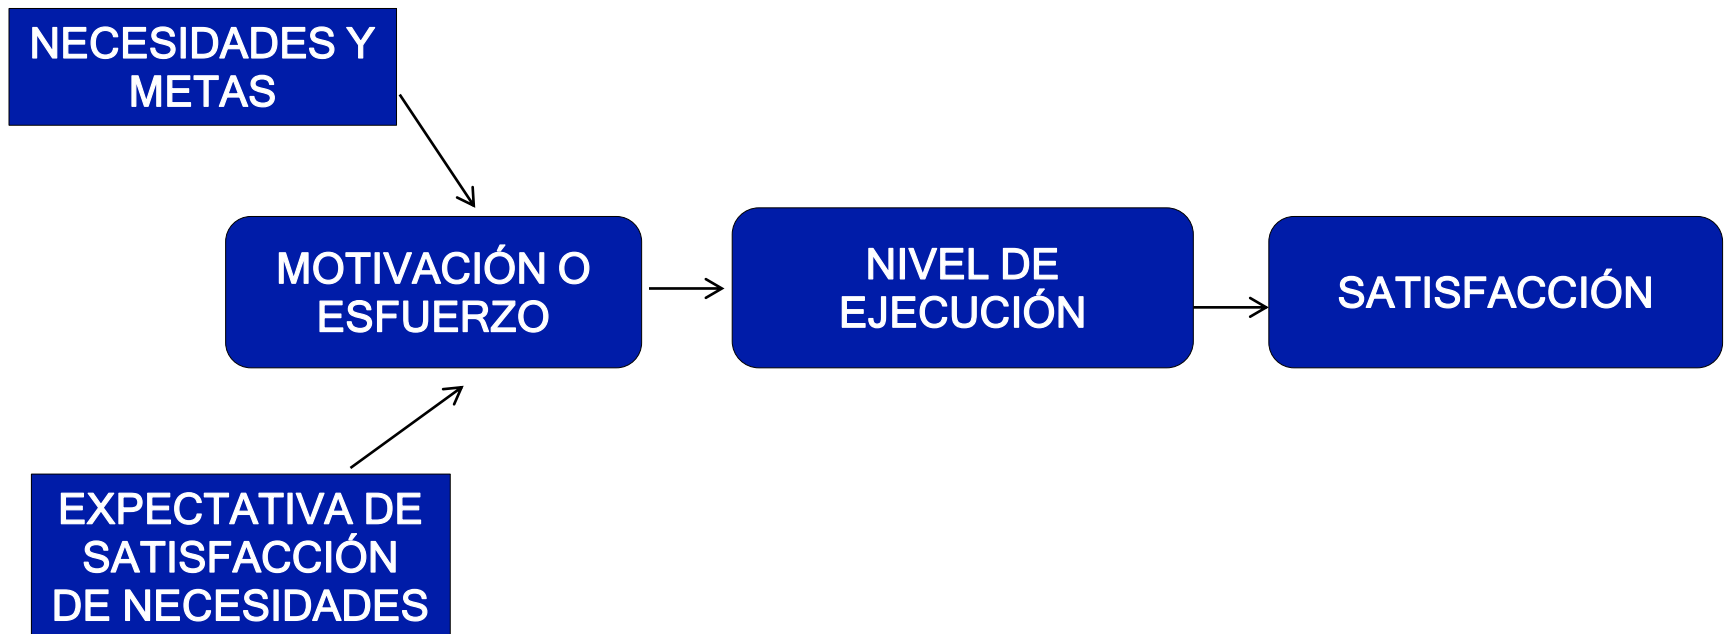 NECESIDADES Y
METAS
MOTIVACIÓN O
ESFUERZO
NIVEL DE
EJECUCIÓN
SATISFACCIÓN
EXPECTATIVA DE
SATISFACCIÓN
DE NECESIDADES